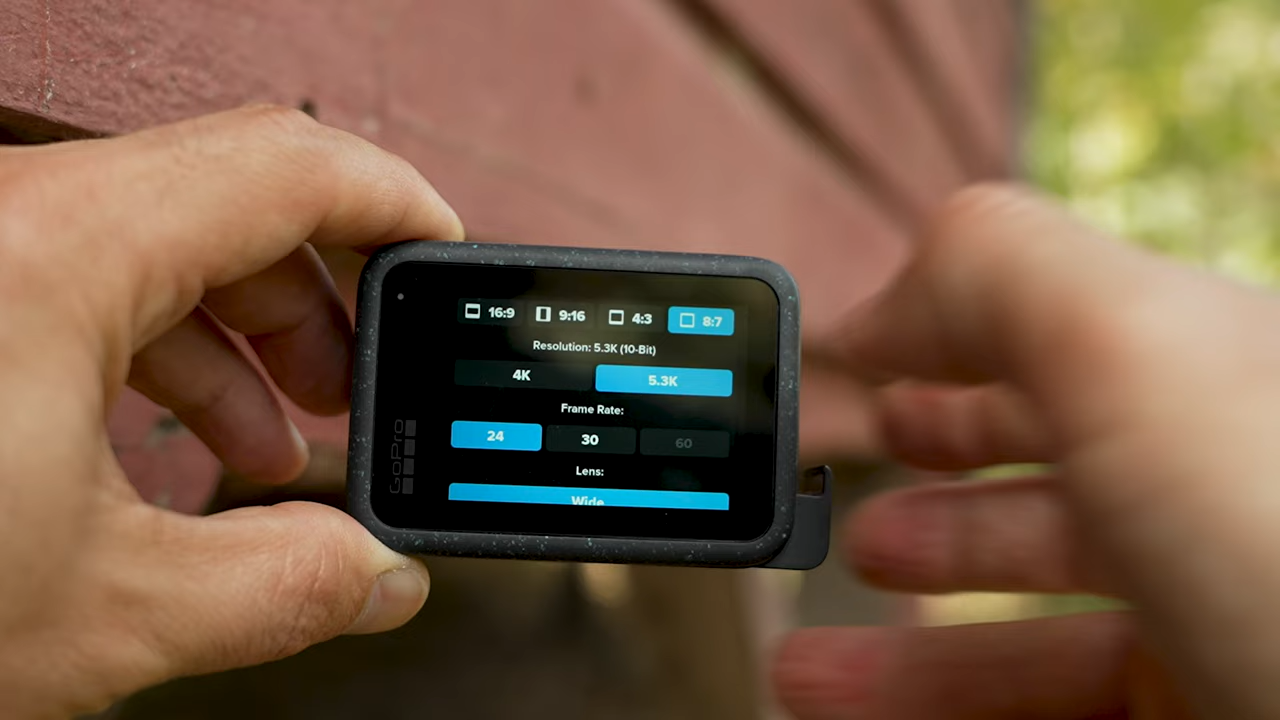 16:9 9:16 4:3 8:7
Resolution: 5.3K (10-Bit)
4K 5.3K
Frame Rate:
24 30 60
Lens:
Wide
GoPro